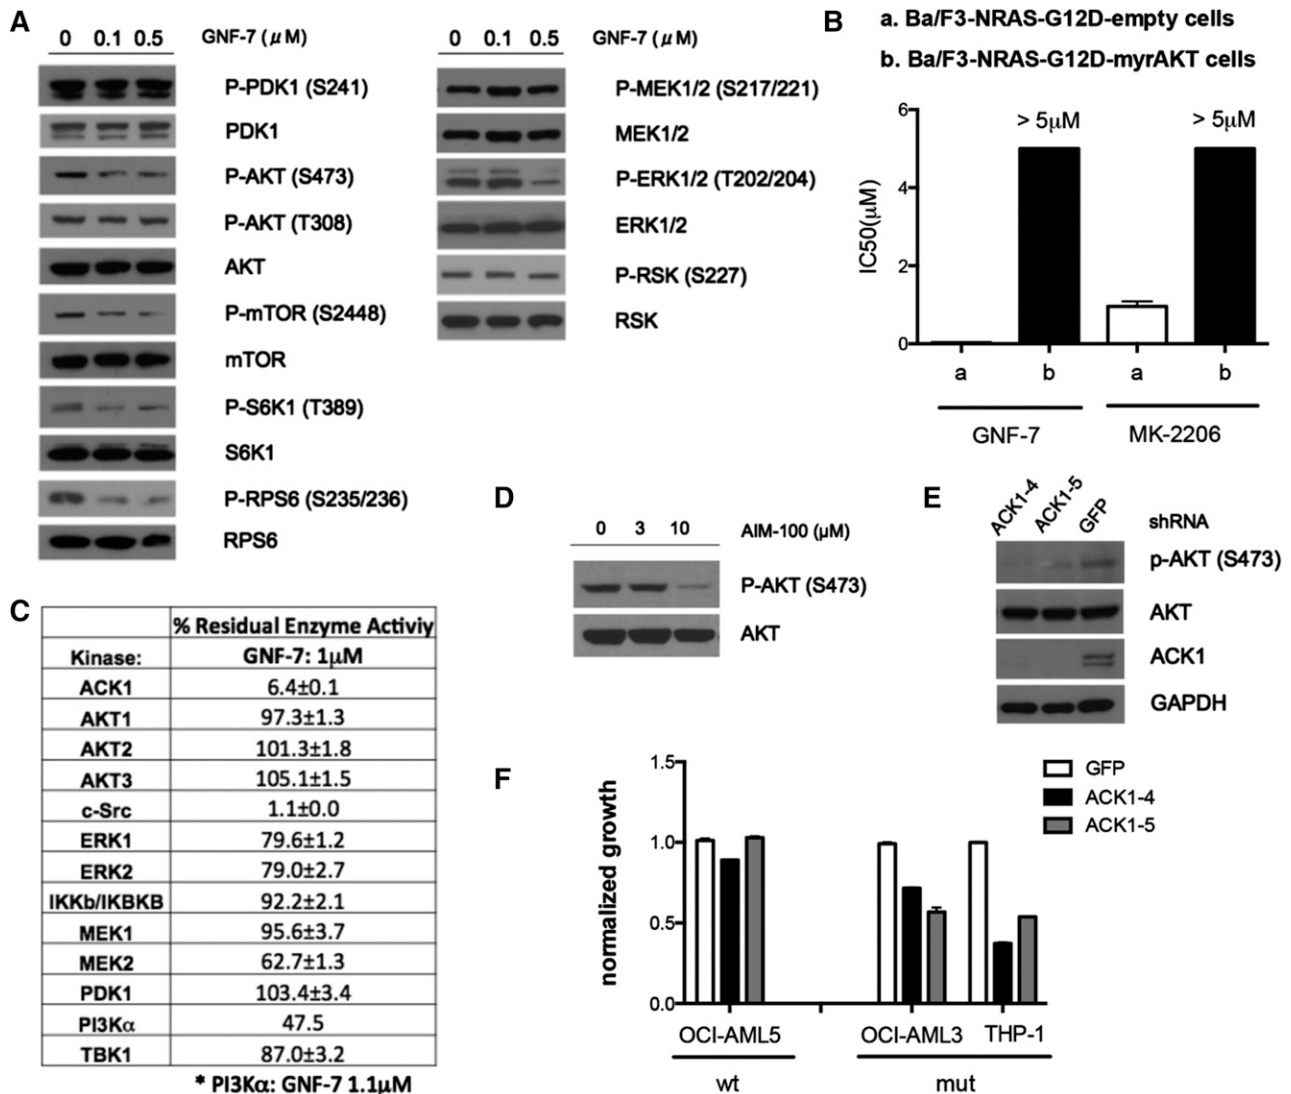 A
0 0.1 0.5 GNF-7 (μM)
P-PDK1 (S241)
PDK1
P-AKT (S473)
P-AKT (T308)
AKT
P-mTOR (S2448)
mTOR
P-S6K1 (T389)
S6K1
P-RPS6 (S235/236)
RPS6
0 0.1 0.5 GNF-7 (μM)
P-MEK1/2 (S217/221)
MEK1/2
P-ERK1/2 (T202/204)
ERK1/2
P-RSK (S227)
RSK
B
a. Ba/F3-NRAS-G12D-empty cells
b. Ba/F3-NRAS-G12D-myrAKT cells
IC50(μM)
6
4
2
0
> 5μM
> 5μM
a b a b
GNF-7 MK-2206
C
% Residual Enzyme Activiy
Kinase: GNF-7: 1μM
ACK1 6.4±0.1
AKT1 97.3±1.3
AKT2 101.3±1.8
AKT3 105.1±1.5
c-Src 1.1±0.0
ERK1 79.6±1.2
ERK2 79.0±2.7
IKKb/IKBKB 92.2±2.1
MEK1 95.6±3.7
MEK2 62.7±1.3
PDK1 103.4±3.4
PI3Kα 47.5
TBK1 87.0±3.2
* PI3Kα: GNF-7 1.1μM
D
0 3 10 AIM-100 (μM)
P-AKT (S473)
AKT
E
ACK1-4 ACK1-5 GFP shRNA
p-AKT (S473)
AKT
ACK1
GAPDH
F
normalized growth
1.5
1.0
0.5
0.0
GFP
ACK1-4
ACK1-5
OCI-AML5 OCI-AML3 THP-1
wt mut